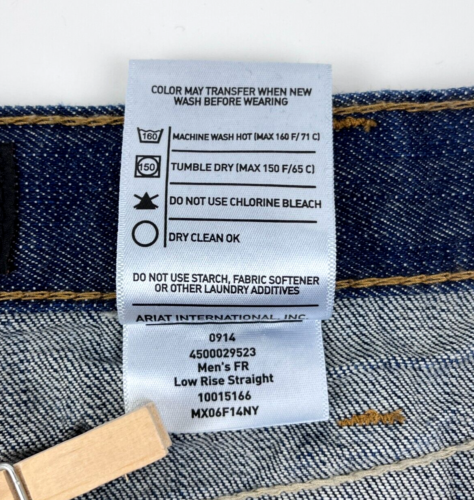 COLOR MAY TRANSFER WHEN NEW
WASH BEFORE WEARING
160 MACHINE WASH HOT (MAX 160 F/71 C)
150 TUMBLE DRY (MAX 150 F/65 C)
DO NOT USE CHLORINE BLEACH
DRY CLEAN OK
DO NOT USE STARCH, FABRIC SOFTENER
OR OTHER LAUNDRY ADDITIVES
ARIAT INTERNATIONAL, INC.
0914
4500029523
Men's FR
Low Rise Straight
10015166
MX06F14NY